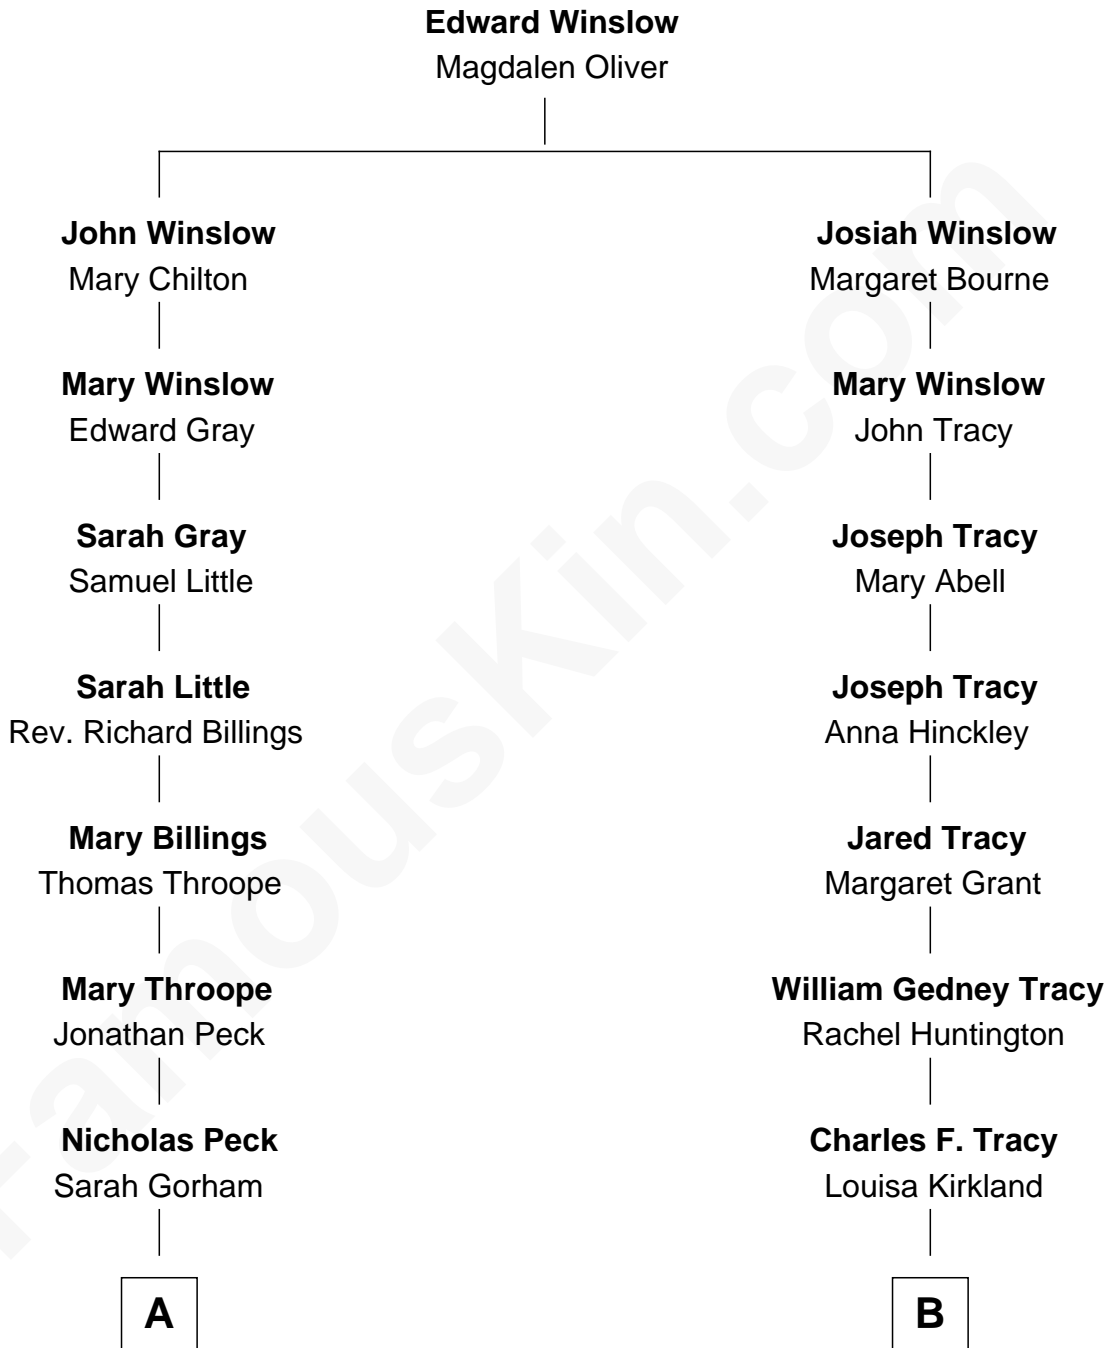 Edward Winslow
Magdalen Oliver
John Winslow
Mary Chilton
Josiah Winslow
Margaret Bourne
Mary Winslow
Edward Gray
Mary Winslow
John Tracy
Sarah Gray
Samuel Little
Joseph Tracy
Mary Abell
Sarah Little
Rev. Richard Billings
Joseph Tracy
Anna Hinckley
Mary Billings
Thomas Throope
Jared Tracy
Margaret Grant
Mary Throope
Jonathan Peck
William Gedney Tracy
Rachel Huntington
Nicholas Peck
Sarah Gorham
Charles F. Tracy
Louisa Kirkland
A
B
FamousKin.com